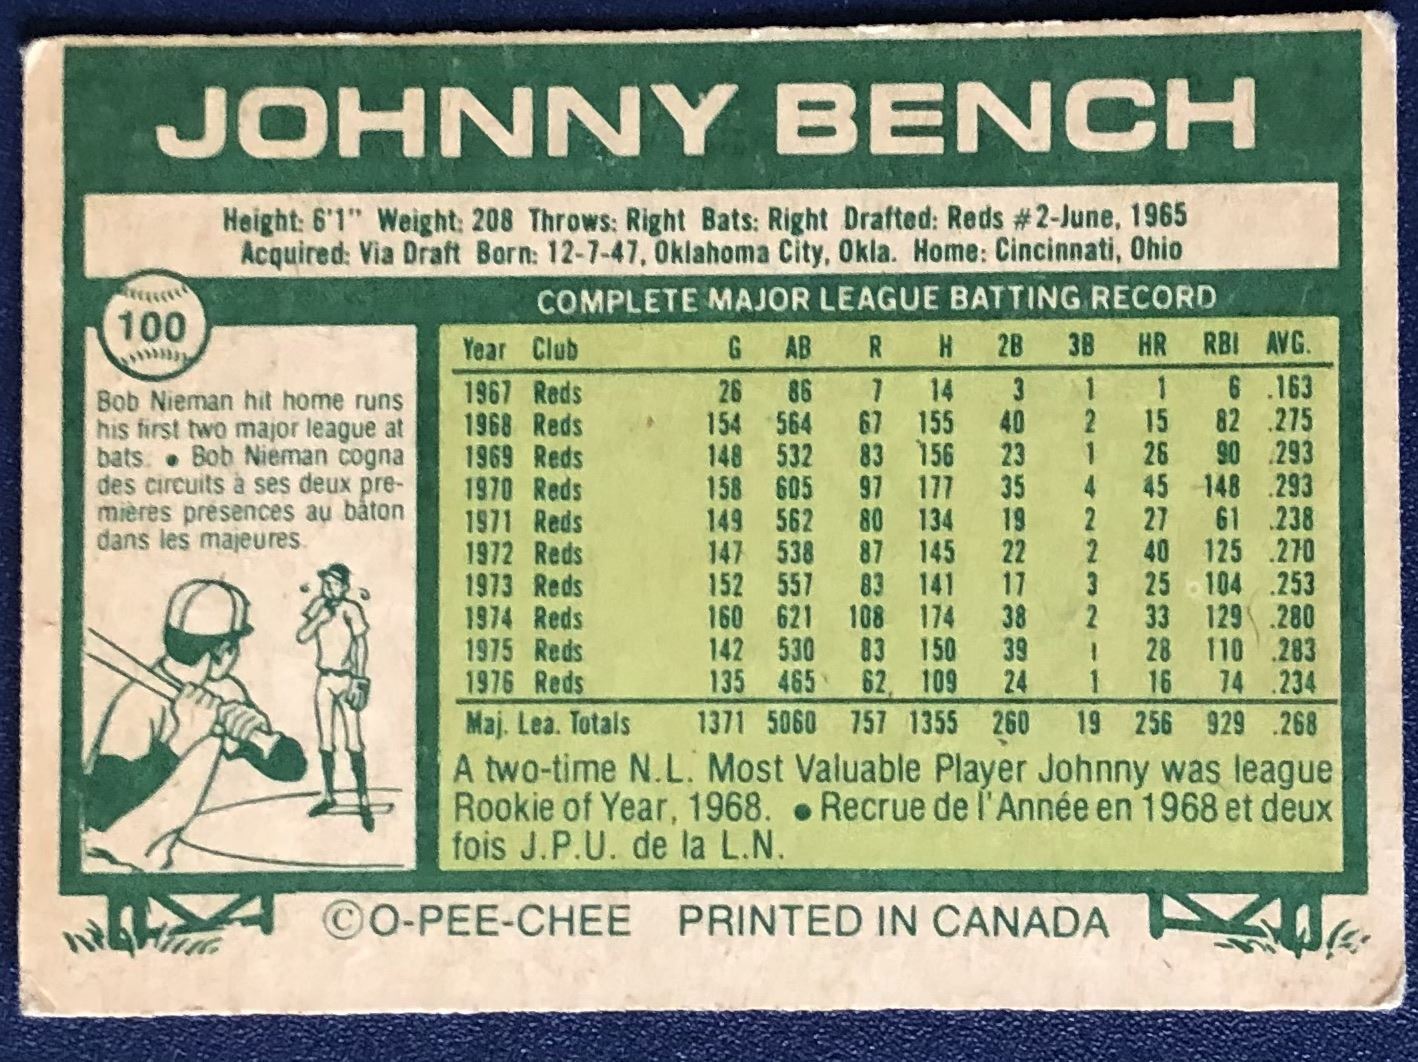 JOHNNY BENCH
Height: 6'1" Weight: 208 Throws: Right Bats: Right Drafted: Reds #2-June, 1965
Acquired: Via Draft Born: 12-7-47, Oklahoma City, Okla. Home: Cincinnati, Ohio
100
Bob Nieman hit home runs
his first two major league at
bats. • Bob Nieman cogna
des circuits à ses deux pre-
mières présences au bâton
dans les majeures.
COMPLETE MAJOR LEAGUE BATTING RECORD
Year Club G AB R H 2B 3B HR RBI AVG.
1967 Reds 26 86 7 14 3 1 1 6 .163
1968 Reds 154 564 67 155 40 2 15 82 .275
1969 Reds 148 532 83 156 23 1 26 90 .293
1970 Reds 158 605 97 177 35 4 45 148 .293
1971 Reds 149 562 80 134 19 2 27 61 .238
1972 Reds 147 538 87 145 22 2 40 125 .270
1973 Reds 152 557 83 141 17 3 25 104 .253
1974 Reds 160 621 108 174 38 2 33 129 .280
1975 Reds 142 530 83 150 39 1 28 110 .283
1976 Reds 135 465 62 109 24 1 16 74 .234
Maj. Lea. Totals 1371 5060 757 1355 260 19 256 929 .268
A two-time N.L. Most Valuable Player Johnny was league
Rookie of Year, 1968. • Recrue de l'Année en 1968 et deux
fois J.P.U. de la L.N.
© O-PEE-CHEE PRINTED IN CANADA